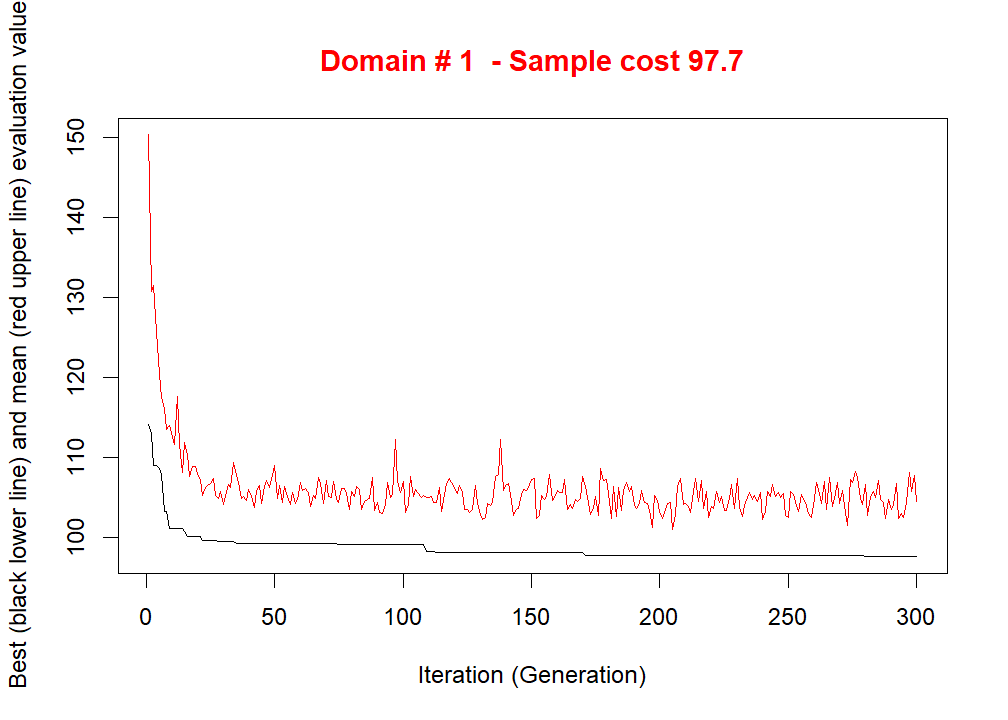 Domain # 1  - Sample cost 97.7
Best (black lower line) and mean (red upper line) evaluation value
150
140
130
120
110
100
0 50 100 150 200 250 300
Iteration (Generation)